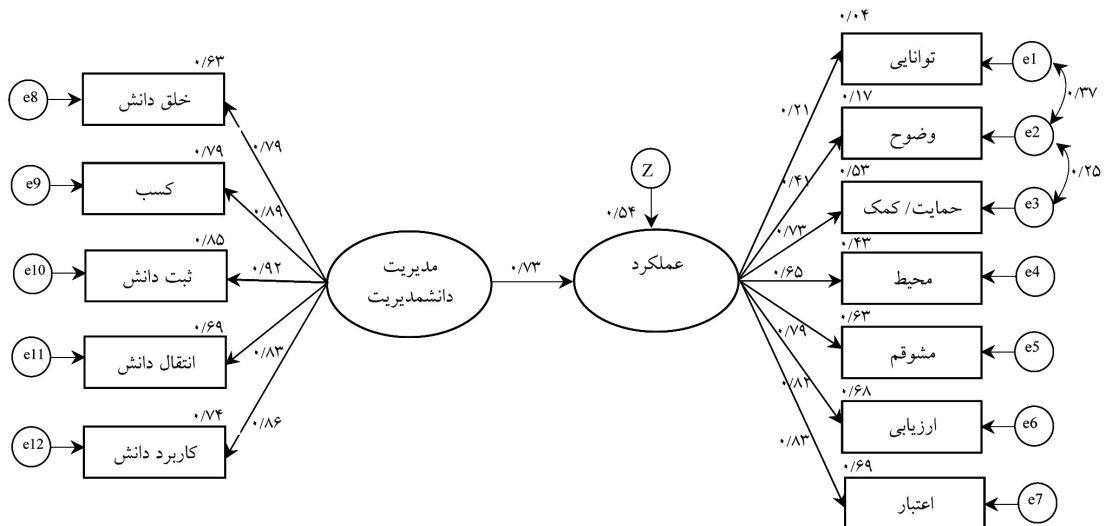 ۰/۶۳
e8
خلق دانش
۰/۷۹
۰/۷۹
e9
کسب
۰/۸۹
۰/۸۵
e10
ثبت دانش
۰/۹۲
۰/۶۹
e11
انتقال دانش
۰/۸۳
۰/۷۴
e12
کاربرد دانش
۰/۸۶
مدیریت
دانشمدیریت
۰/۷۳
Z
۰/۵۴
عملکرد
۰/۰۴
توانایی
e1
۰/۲۱
۰/۳۷
۰/۱۷
وضوح
e2
۰/۴۱
۰/۲۵
۰/۵۳
حمایت/ کمک
e3
۰/۷۳
۰/۴۳
محیط
e4
۰/۶۵
۰/۶۳
مشوقم
e5
۰/۷۹
۰/۶۸
ارزیابی
e6
۰/۸۲
۰/۶۹
اعتبار
e7
۰/۸۳